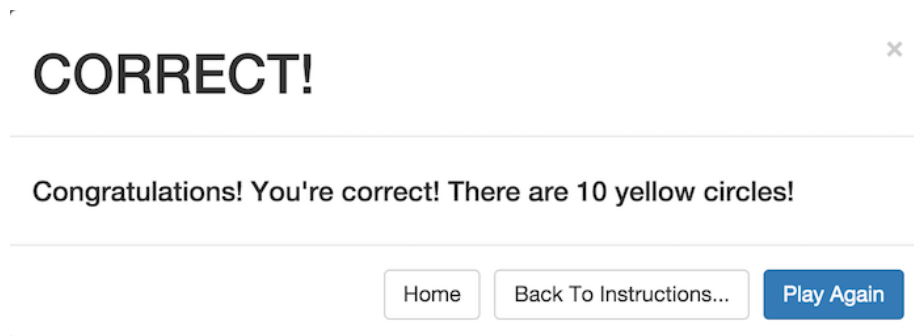 CORRECT!
×
Congratulations! You're correct! There are 10 yellow circles!
Home Back To Instructions... Play Again